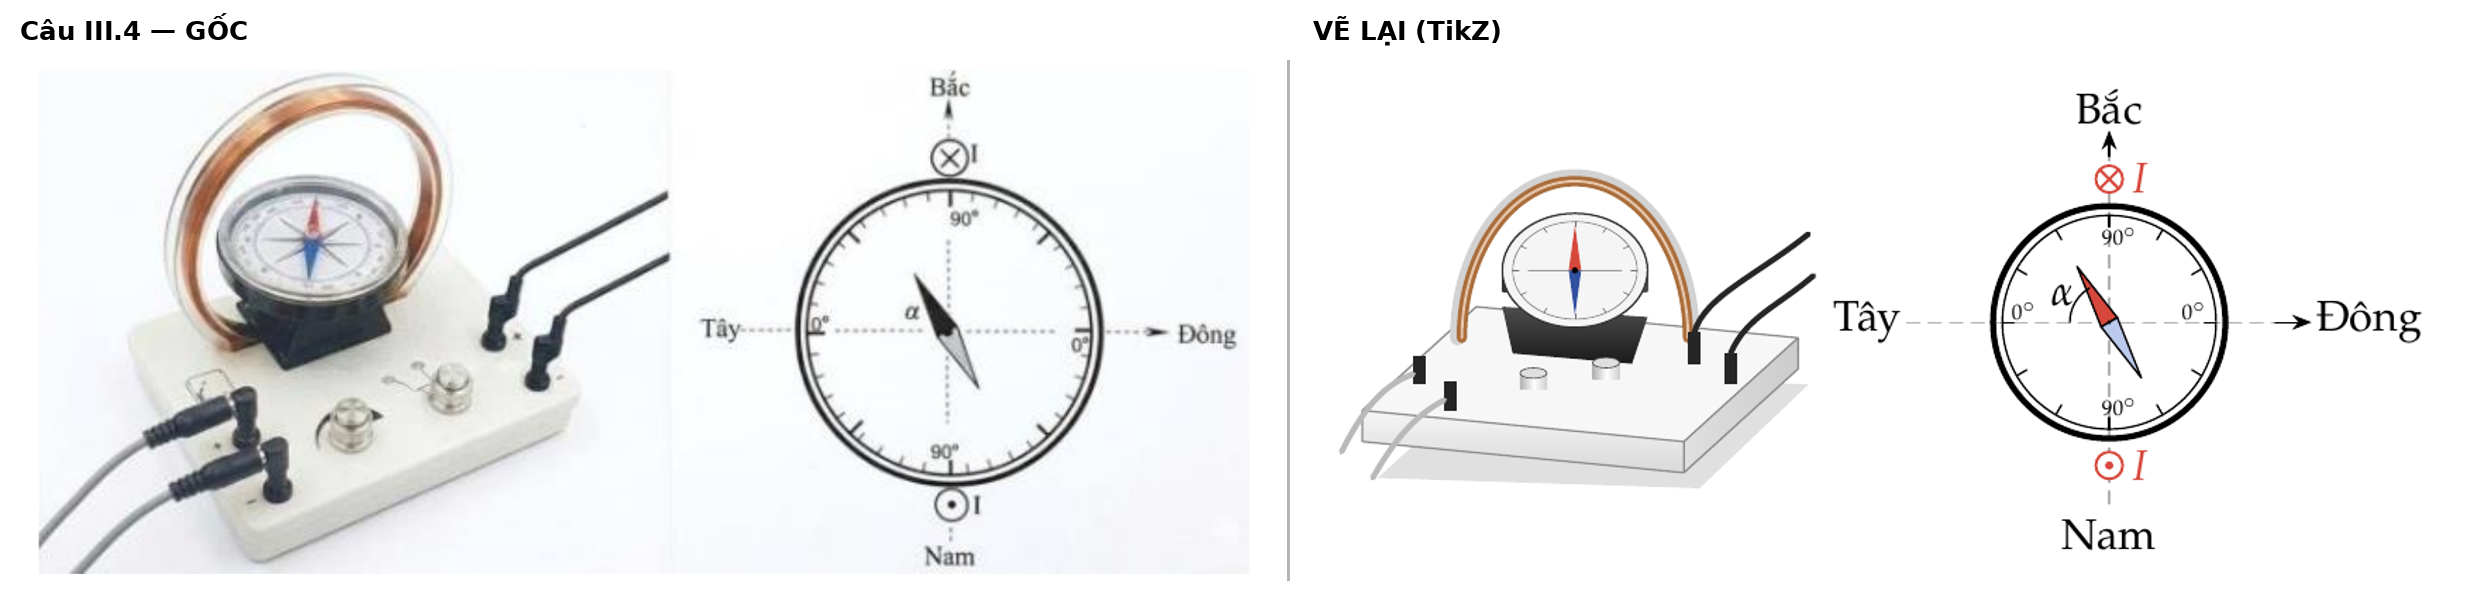 Câu III.4 — GỐC
VẼ LẠI (TikZ)
Bắc
I
90°
α
Tây
0°
0°
Đông
90°
I
Nam
+
-
+
-
Bắc
I
90°
α
Tây
0°
0°
Đông
90°
I
Nam